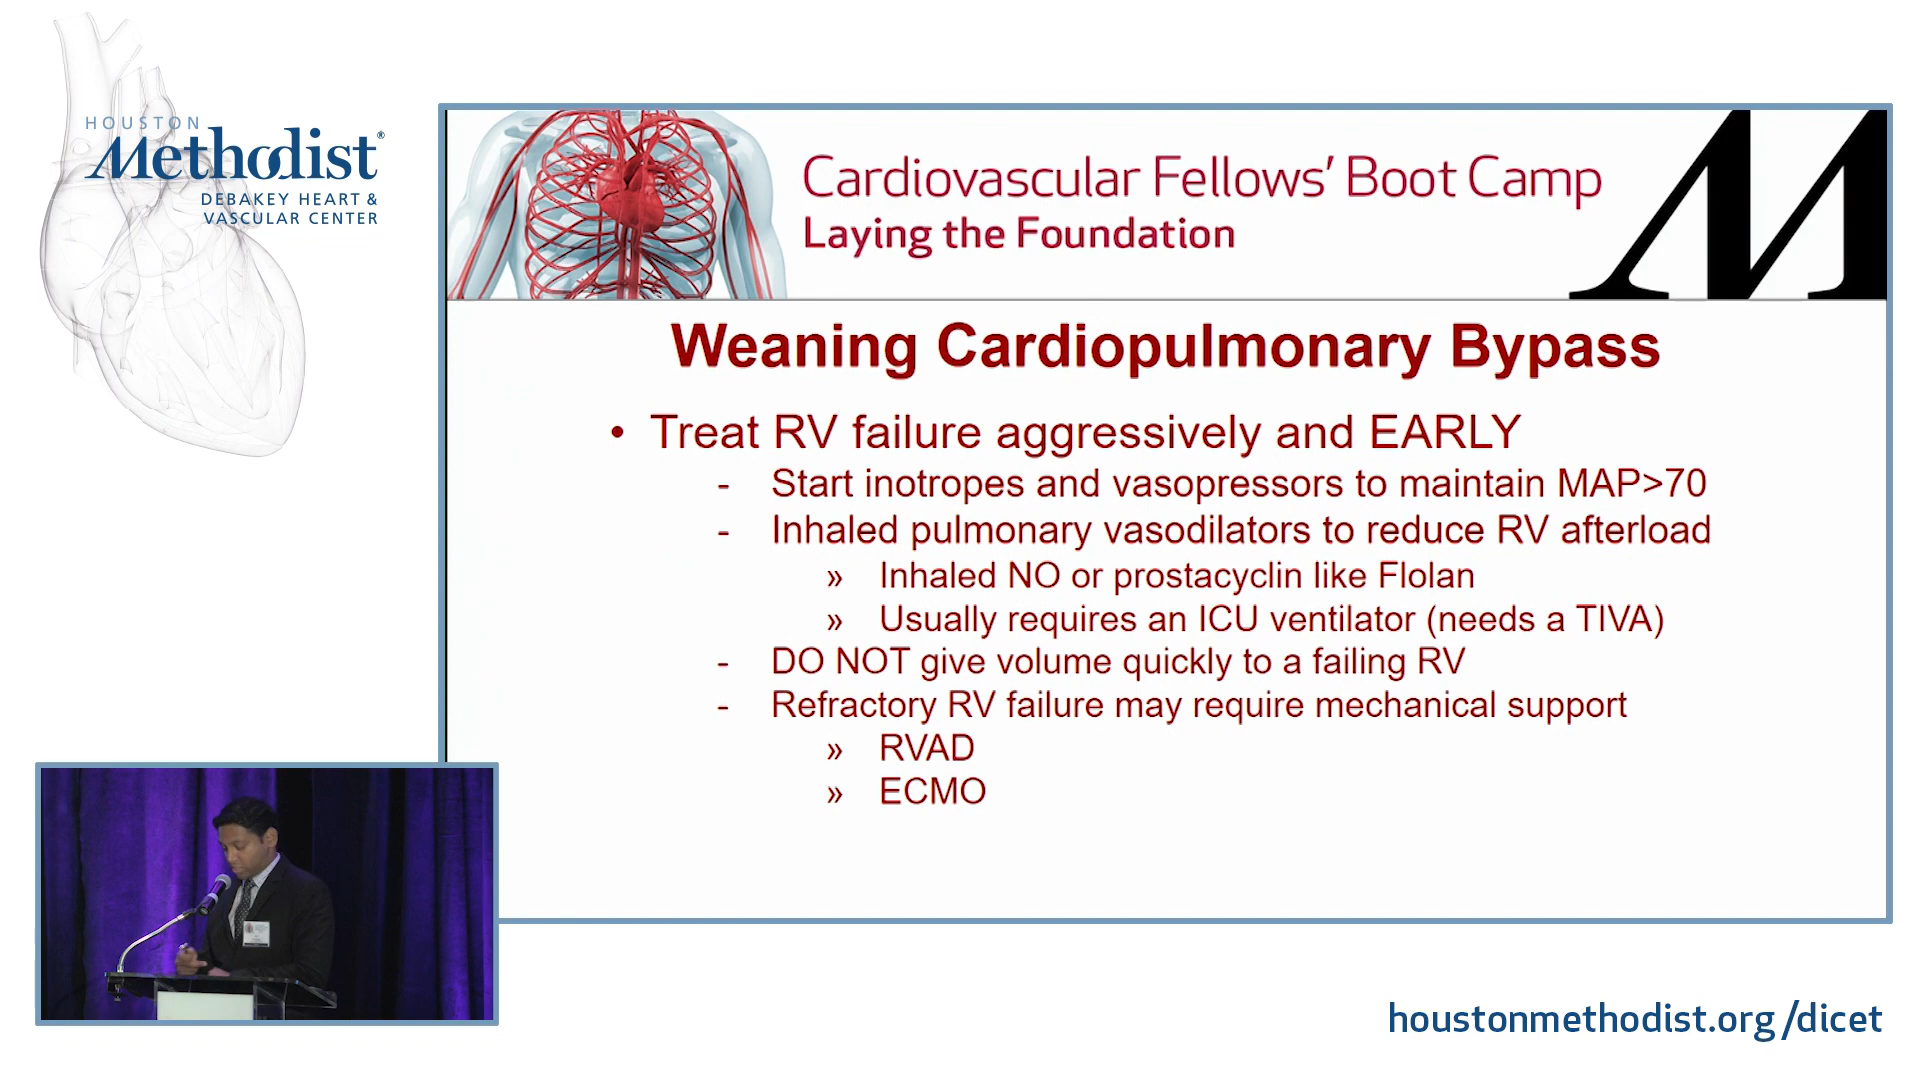 HOUSTON
Methodist®
DEBAKEY HEART &
VASCULAR CENTER
Cardiovascular Fellows' Boot Camp
Laying the Foundation
M
Weaning Cardiopulmonary Bypass
• Treat RV failure aggressively and EARLY
- Start inotropes and vasopressors to maintain MAP>70
- Inhaled pulmonary vasodilators to reduce RV afterload
» Inhaled NO or prostacyclin like Flolan
» Usually requires an ICU ventilator (needs a TIVA)
- DO NOT give volume quickly to a failing RV
- Refractory RV failure may require mechanical support
» RVAD
» ECMO
houstonmethodist.org/dicet